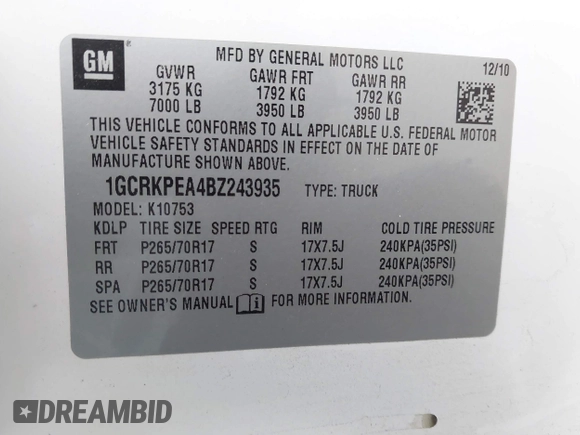 GM
MFD BY GENERAL MOTORS LLC
12/10
GVWR GAWR FRT GAWR RR
3175 KG 1792 KG 1792 KG
7000 LB 3950 LB 3950 LB
THIS VEHICLE CONFORMS TO ALL APPLICABLE U.S. FEDERAL MOTOR
VEHICLE SAFETY STANDARDS IN EFFECT ON THE DATE OF
MANUFACTURE SHOWN ABOVE.
1GCRKPEA4BZ243935 TYPE: TRUCK
MODEL: K10753
KDLP TIRE SIZE SPEED RTG RIM COLD TIRE PRESSURE
FRT P265/70R17 S 17X7.5J 240KPA(35PSI)
RR P265/70R17 S 17X7.5J 240KPA(35PSI)
SPA P265/70R17 S 17X7.5J 240KPA(35PSI)
SEE OWNER'S MANUAL FOR MORE INFORMATION.
DREAMBID